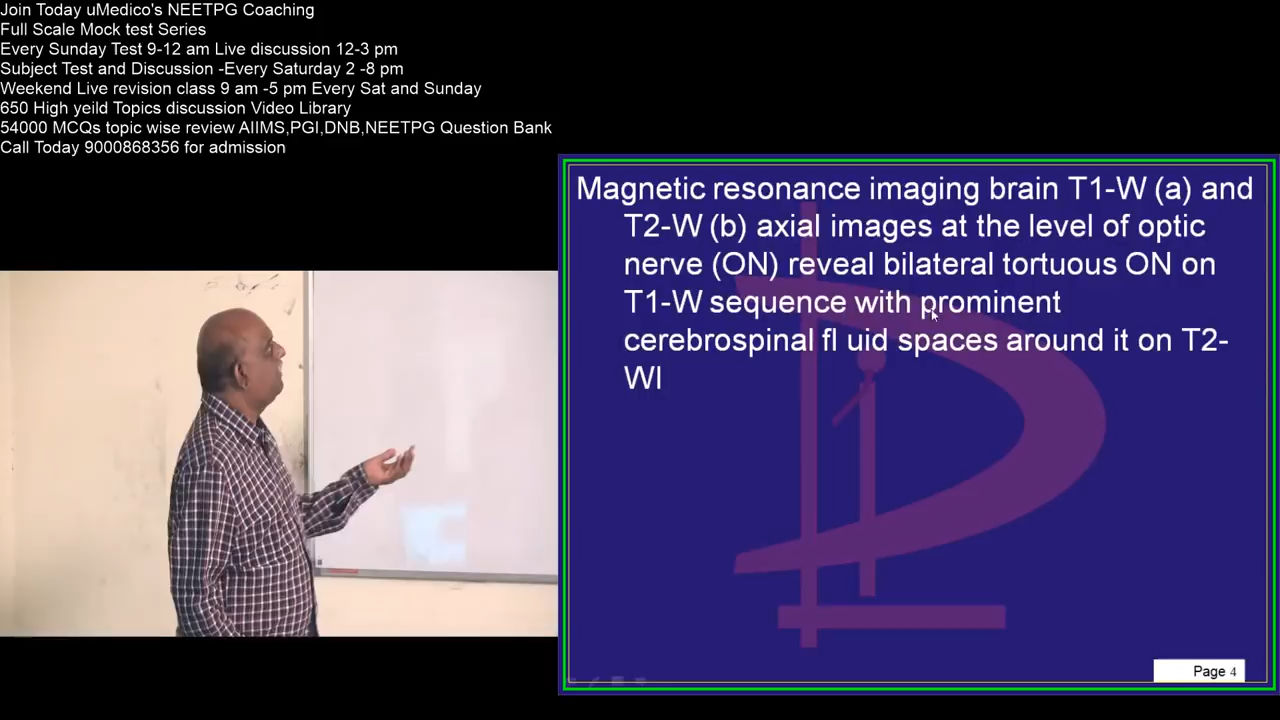 Join Today uMedico's NEETPG Coaching
Full Scale Mock test Series
Every Sunday Test 9-12 am Live discussion 12-3 pm
Subject Test and Discussion -Every Saturday 2 -8 pm
Weekend Live revision class 9 am -5 pm Every Sat and Sunday
650 High yeild Topics discussion Video Library
54000 MCQs topic wise review AIIMS,PGI,DNB,NEETPG Question Bank
Call Today 9000868356 for admission
Magnetic resonance imaging brain T1-W (a) and
T2-W (b) axial images at the level of optic
nerve (ON) reveal bilateral tortuous ON on
T1-W sequence with prominent
cerebrospinal fl uid spaces around it on T2-
WI
Page 4